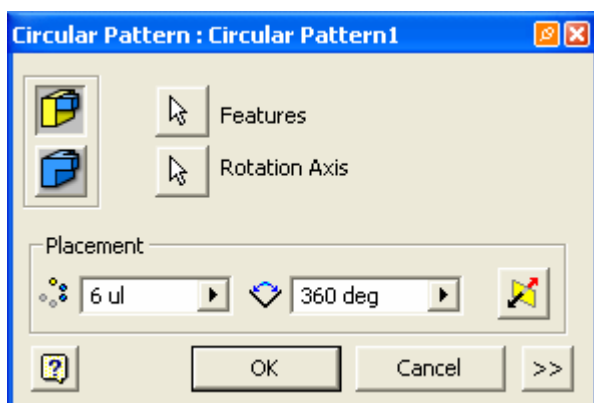 Circular Pattern : Circular Pattern1
Features
Rotation Axis
Placement
6 ul 360 deg
? OK Cancel >>